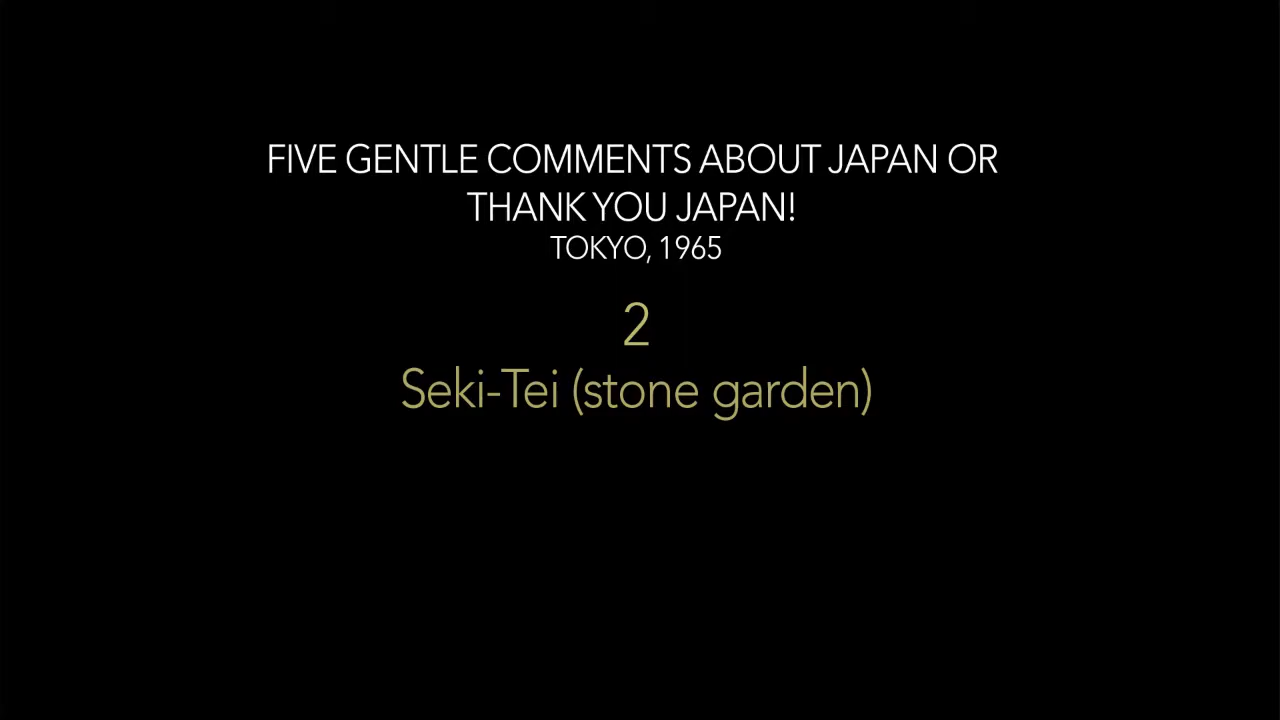 FIVE GENTLE COMMENTS ABOUT JAPAN OR
THANK YOU JAPAN!
TOKYO, 1965
2
Seki-Tei (stone garden)